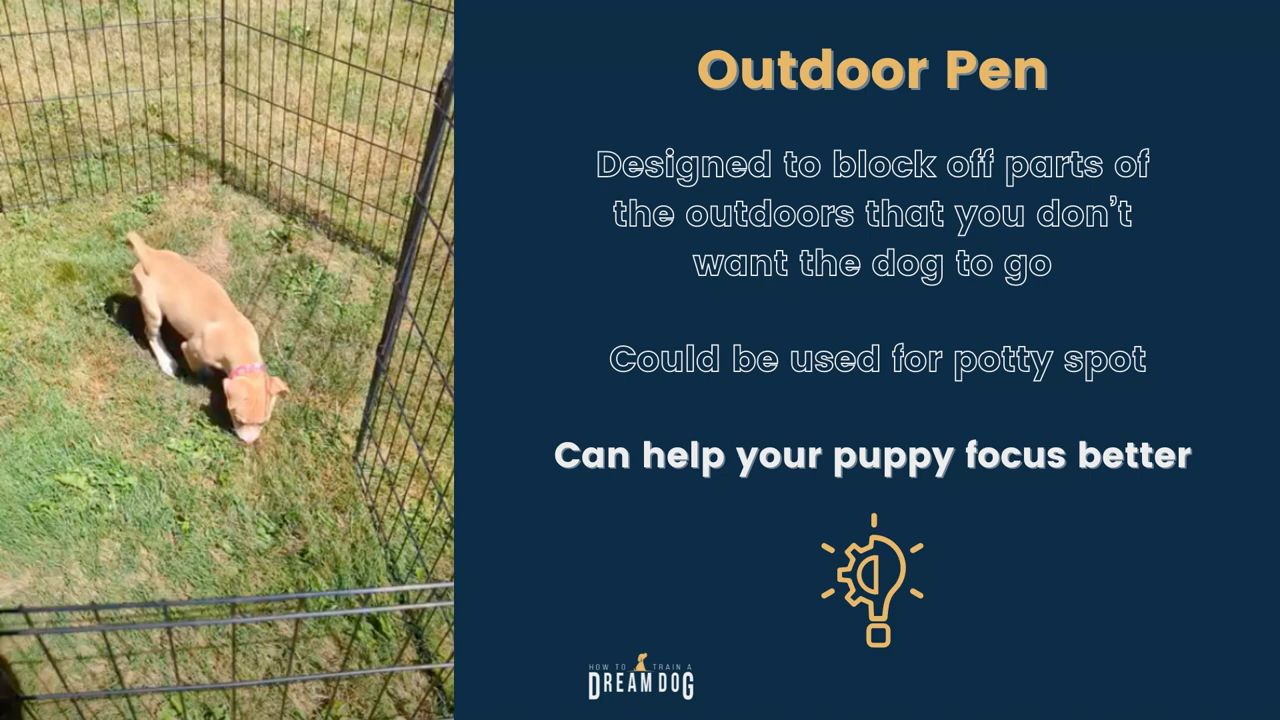 Outdoor Pen
Designed to block off parts of
the outdoors that you don't
want the dog to go
Could be used for potty spot
Can help your puppy focus better
HOW TO TRAIN A
DREAM DOG